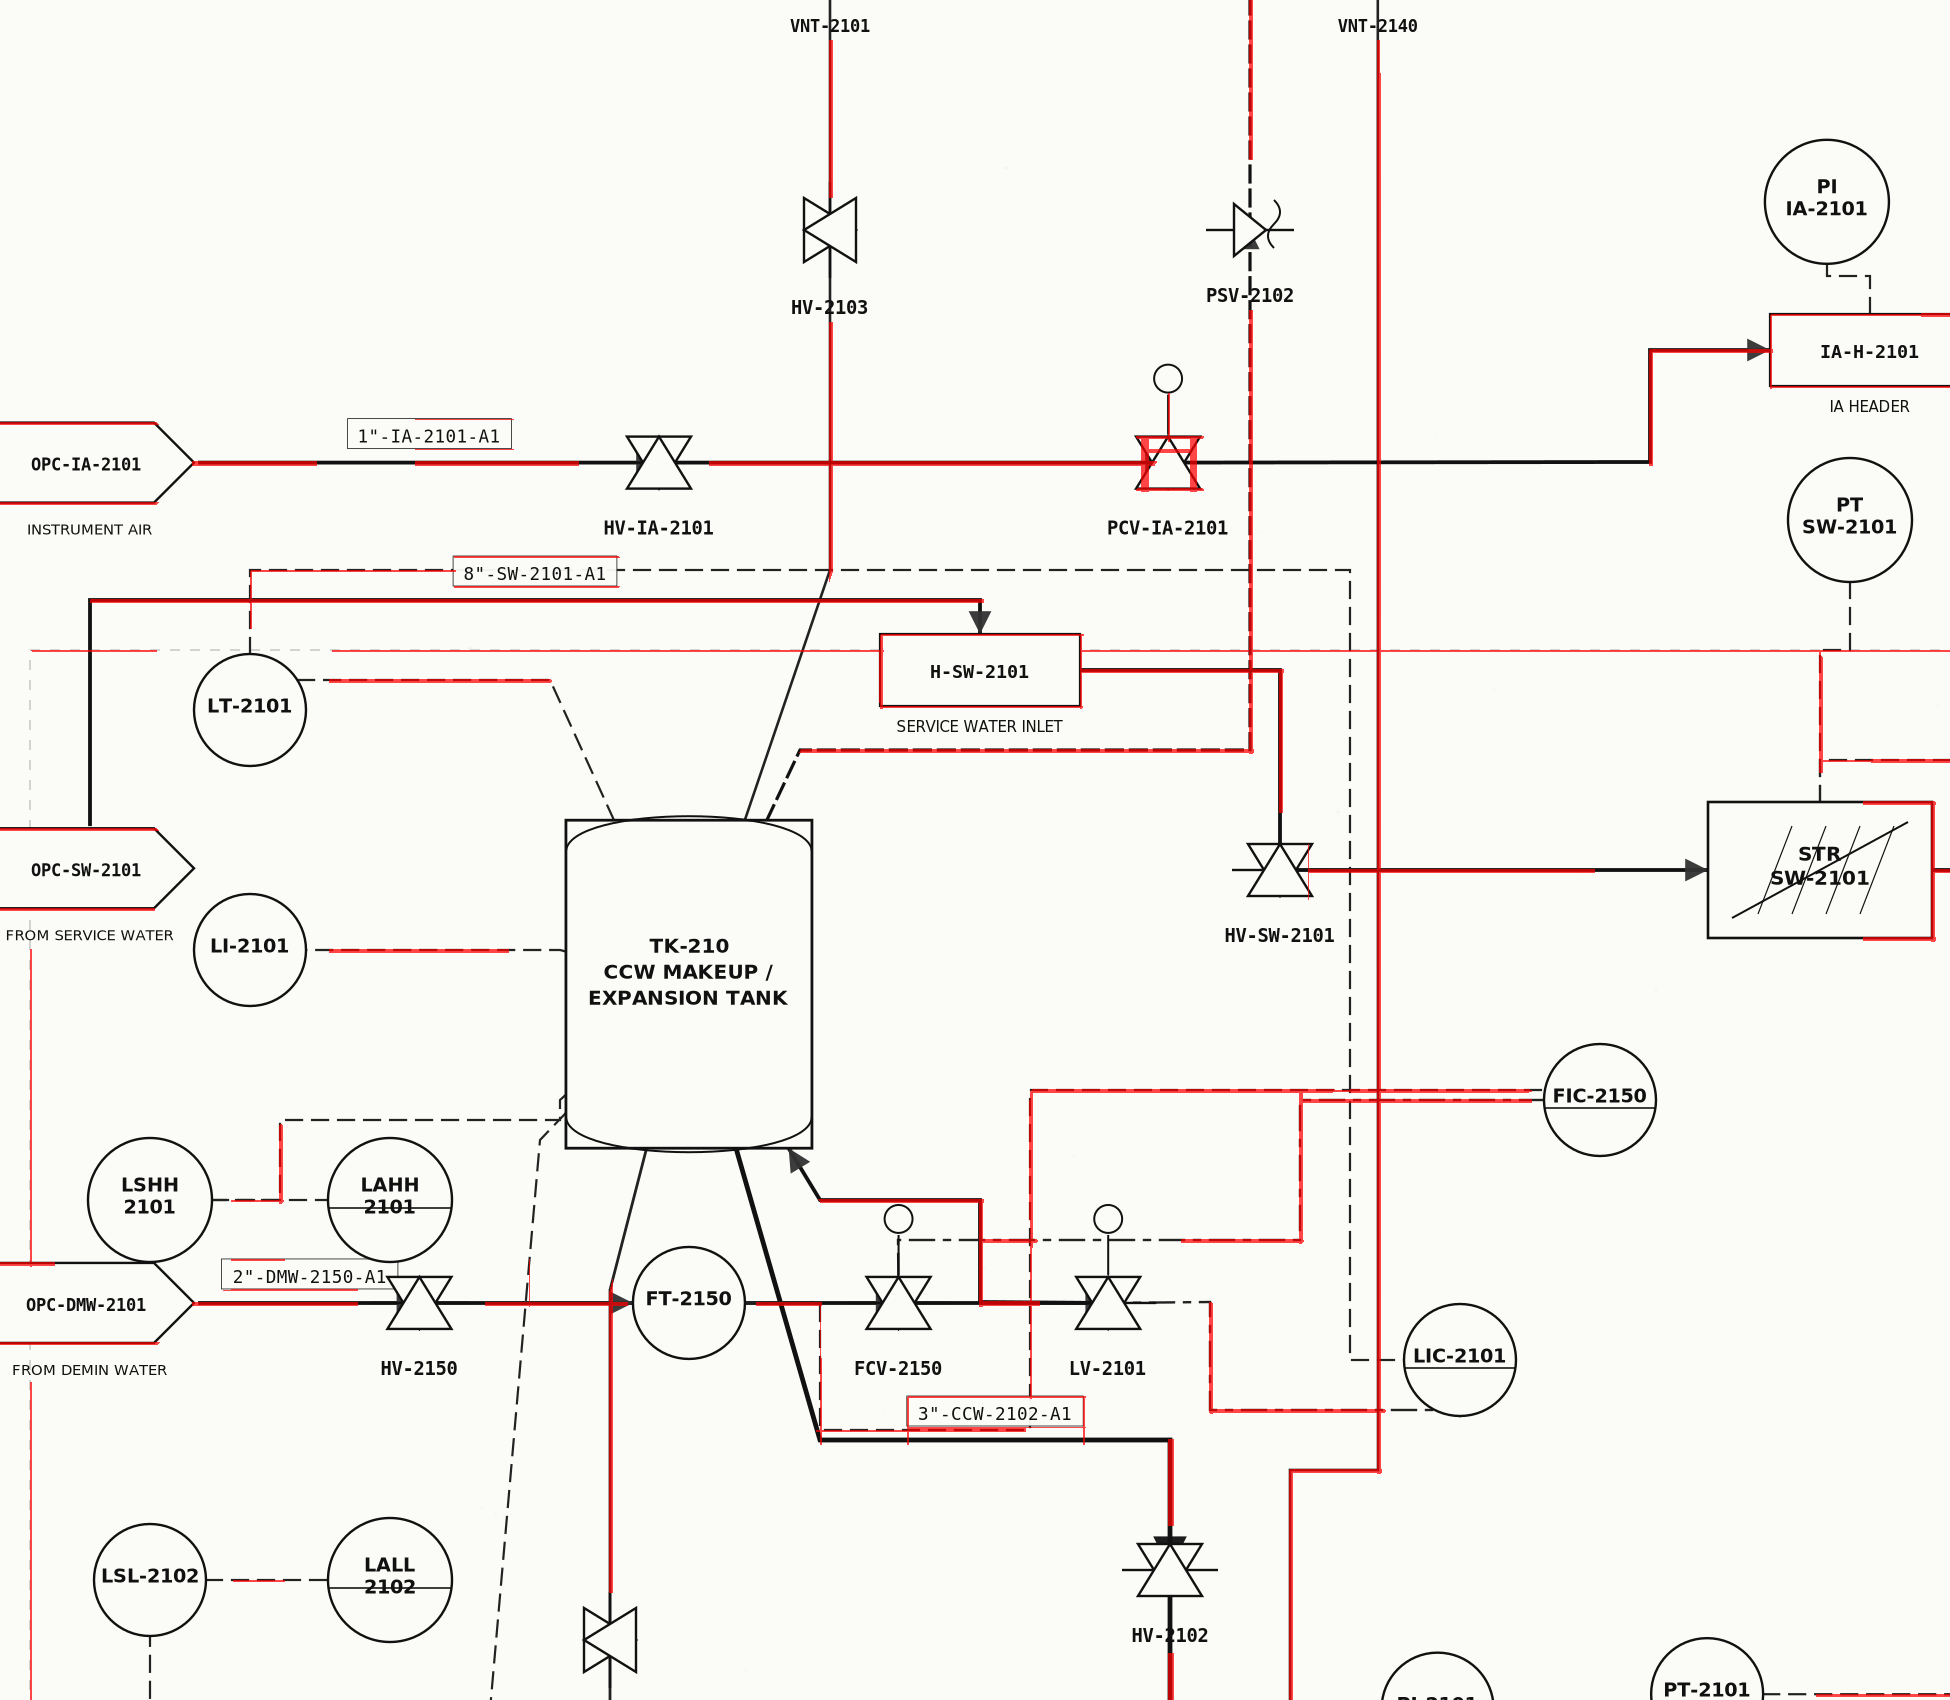 VNT-2101
VNT-2140
PI
IA-2101
HV-2103
PSV-2102
IA-H-2101
IA HEADER
1"-IA-2101-A1
OPC-IA-2101
INSTRUMENT AIR
HV-IA-2101
PCV-IA-2101
PT
SW-2101
8"-SW-2101-A1
H-SW-2101
SERVICE WATER INLET
LT-2101
OPC-SW-2101
FROM SERVICE WATER
LI-2101
TK-210
CCW MAKEUP /
EXPANSION TANK
HV-SW-2101
STR
SW-2101
FIC-2150
LSHH
2101
LAHH
2101
2"-DMW-2150-A1
OPC-DMW-2101
FROM DEMIN WATER
HV-2150
FT-2150
FCV-2150
LV-2101
LIC-2101
3"-CCW-2102-A1
LSL-2102
LALL
2102
HV-2102
PT-2101